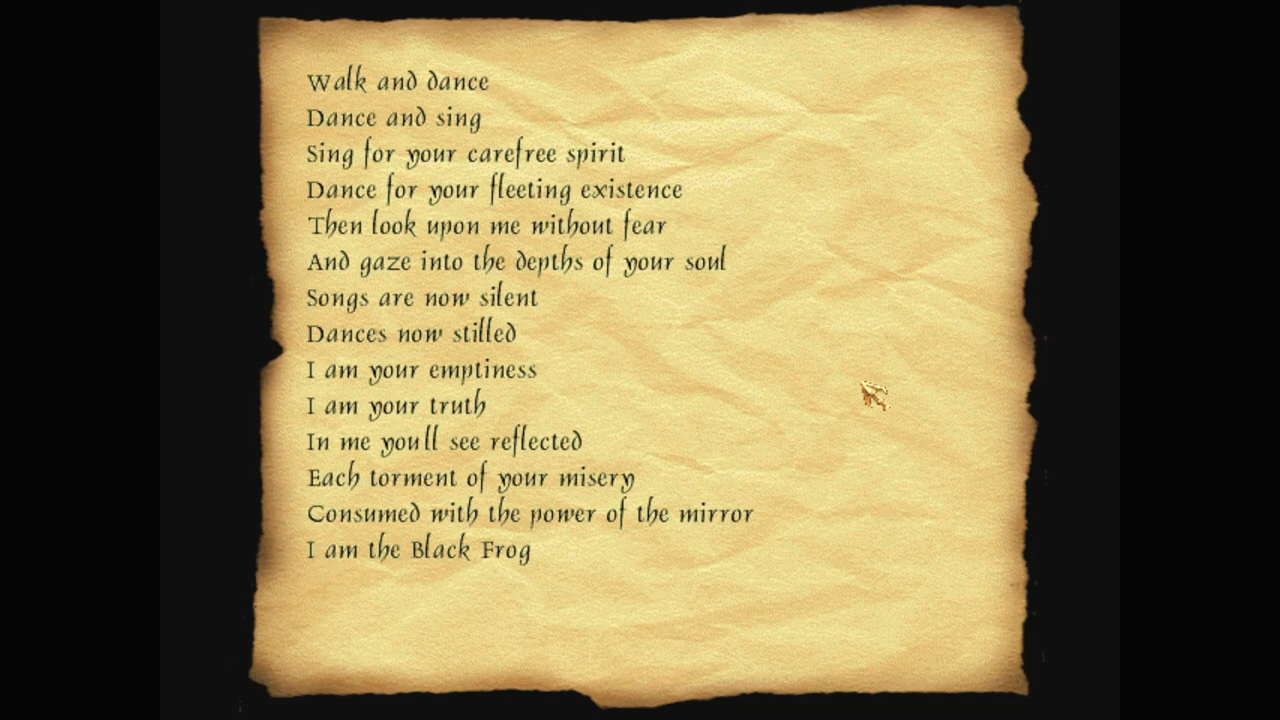 Walk and dance
Dance and sing
Sing for your carefree spirit
Dance for your fleeting existence
Then look upon me without fear
And gaze into the depths of your soul
Songs are now silent
Dances now stilled
I am your emptiness
I am your truth
In me youll see reflected
Each torment of your misery
Consumed with the power of the mirror
I am the Black Frog